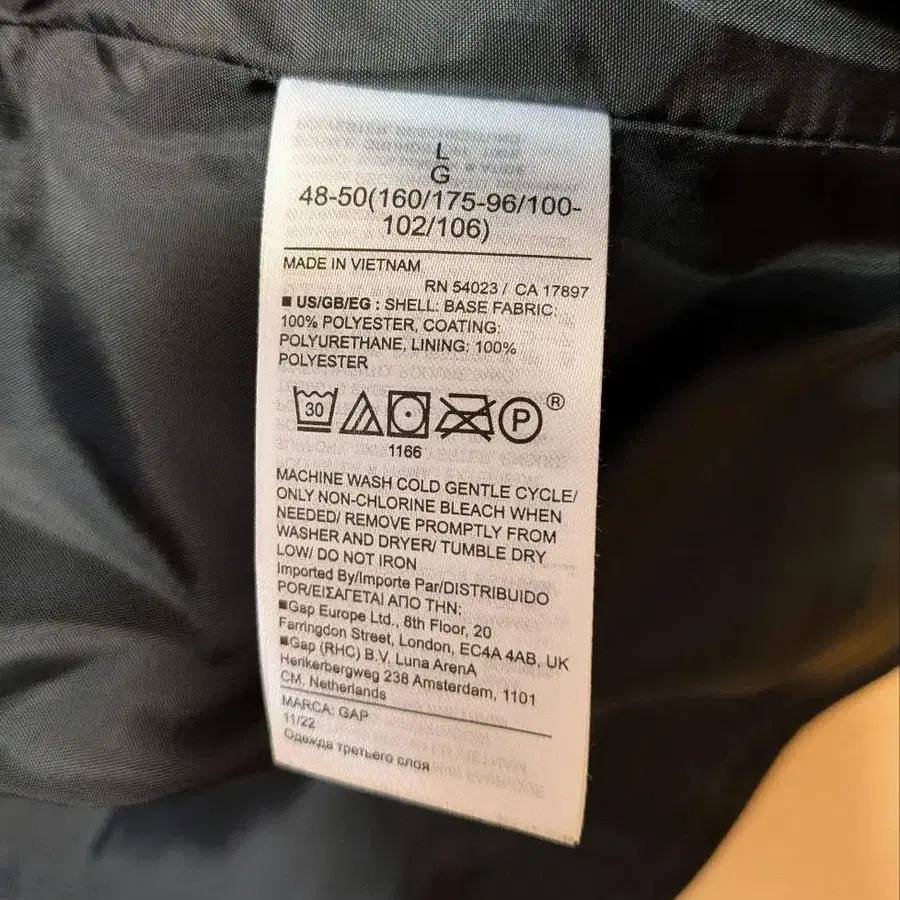 L
G
48-50(160/175-96/100-
102/106)
MADE IN VIETNAM
RN 54023 / CA 17897
■ US/GB/EG : SHELL: BASE FABRIC:
100% POLYESTER, COATING:
POLYURETHANE, LINING: 100%
POLYESTER
30 P ®
1166
MACHINE WASH COLD GENTLE CYCLE/
ONLY NON-CHLORINE BLEACH WHEN
NEEDED/ REMOVE PROMPTLY FROM
WASHER AND DRYER/ TUMBLE DRY
LOW/ DO NOT IRON
Imported By/Importe Par/DISTRIBUIDO
POR/ΕΙΣΑΓΕΤΑΙ ΑΠΟ ΤΗΝ:
■Gap Europe Ltd., 8th Floor, 20
Farringdon Street, London, EC4A 4AB, UK
■Gap (RHC) B.V. Luna ArenA
Herikerbergweg 238 Amsterdam, 1101
CM, Netherlands
MARCA: GAP
11/22
Одежда третьего слоя